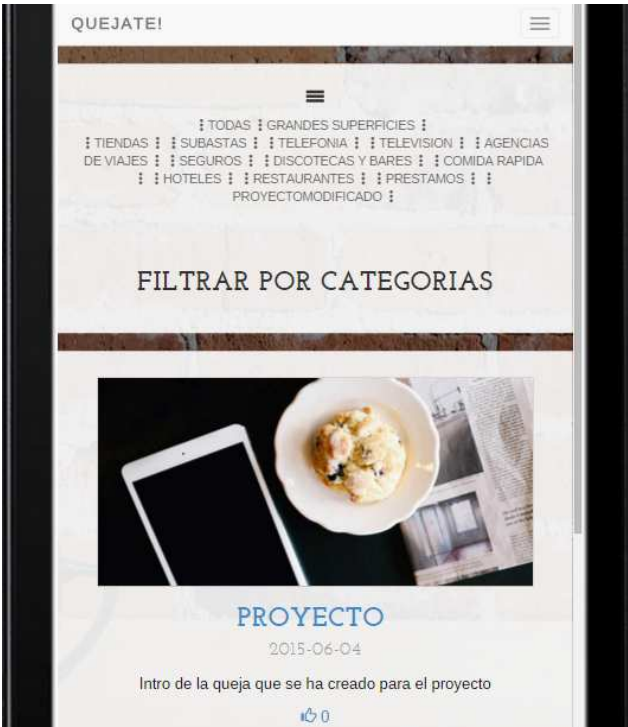 QUEJATE!
⋮ TODAS ⋮ GRANDES SUPERFICIES ⋮
⋮ TIENDAS ⋮ ⋮ SUBASTAS ⋮ ⋮ TELEFONIA ⋮ ⋮ TELEVISION ⋮ ⋮ AGENCIAS
DE VIAJES ⋮ ⋮ SEGUROS ⋮ ⋮ DISCOTECAS Y BARES ⋮ ⋮ COMIDA RAPIDA
⋮ ⋮ HOTELES ⋮ ⋮ RESTAURANTES ⋮ ⋮ PRESTAMOS ⋮ ⋮
PROYECTOMODIFICADO ⋮
FILTRAR POR CATEGORIAS
PROYECTO
2015-06-04
Intro de la queja que se ha creado para el proyecto
0